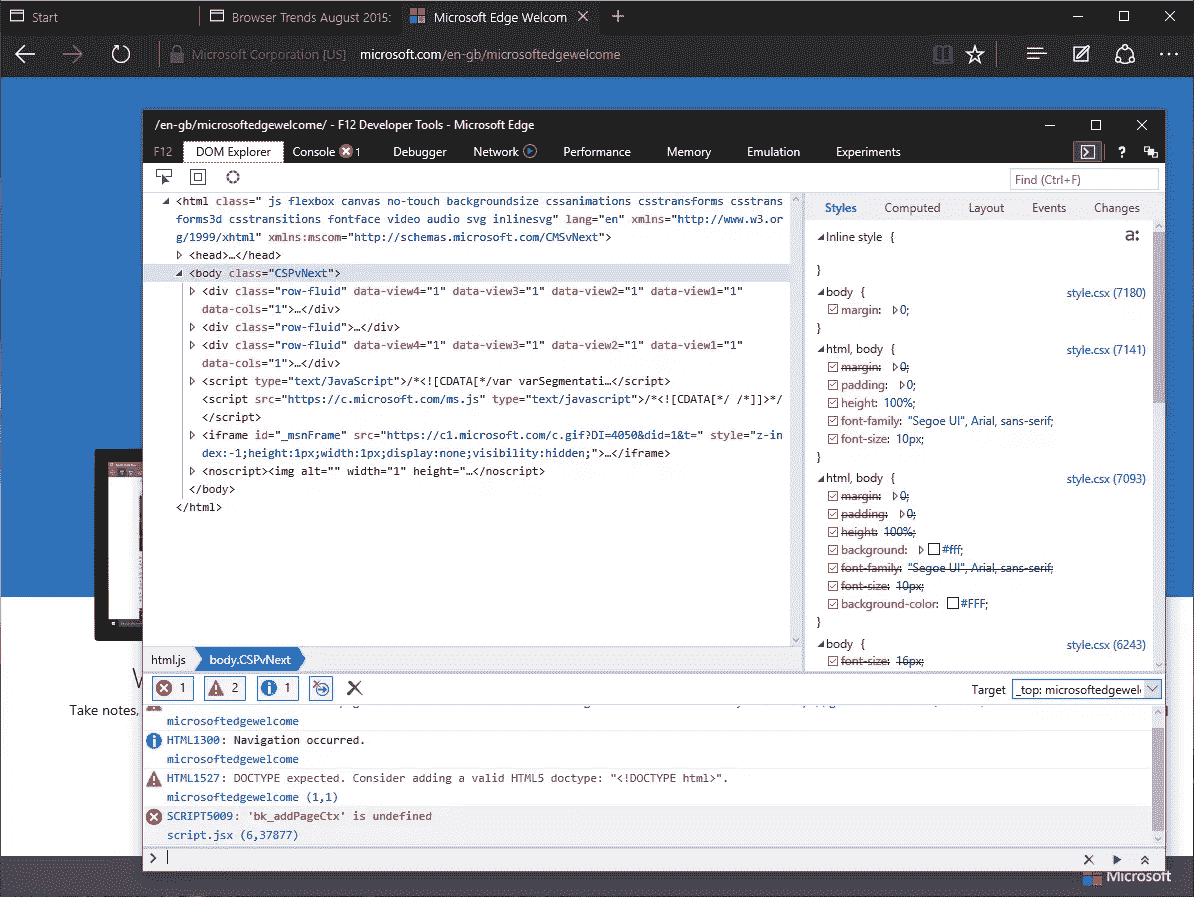 Start
Browser Trends August 2015:
Microsoft Edge Welcom
Microsoft Corporation [US] microsoft.com/en-gb/microsoftedgewelcome
/en-gb/microsoftedgewelcome/ - F12 Developer Tools - Microsoft Edge
F12 DOM Explorer Console 1 Debugger Network Performance Memory Emulation Experiments ?
Find (Ctrl+F)
<html class=" js flexbox canvas no-touch backgroundsize cssanimations csstransforms csstrans
forms3d csstransitions fontface video audio svg inlinesvg" lang="en" xmlns="http://www.w3.or
g/1999/xhtml" xmlns:mscom="http://schemas.microsoft.com/CMSvNext">
<head>…</head>
<body class="CSPvNext">
<div class="row-fluid" data-view4="1" data-view3="1" data-view2="1" data-view1="1"
data-cols="1">…</div>
<div class="row-fluid">…</div>
<div class="row-fluid" data-view4="1" data-view3="1" data-view2="1" data-view1="1"
data-cols="1">…</div>
<script type="text/JavaScript">/*<![CDATA[*/var varSegmentati…</script>
<script src="https://c.microsoft.com/ms.js" type="text/javascript">/*<![CDATA[*/ /*]]>*/
</script>
<iframe id="_msnFrame" src="https://c1.microsoft.com/c.gif?DI=4050&did=1&t=" style="z-in
dex:-1;height:1px;width:1px;display:none;visibility:hidden;">…</iframe>
<noscript><img alt="" width="1" height="…</noscript>
</body>
</html>
html.js body.CSPvNext
Styles Computed Layout Events Changes
Inline style {
a:
}
body { style.csx (7180)
margin: 0;
}
html, body { style.csx (7141)
margin: 0;
padding: 0;
height: 100%;
font-family: "Segoe UI", Arial, sans-serif;
font-size: 10px;
}
html, body { style.csx (7093)
margin: 0;
padding: 0;
height: 100%;
background: #fff;
font-family: "Segoe UI", Arial, sans-serif;
font-size: 10px;
background-color: #FFF;
}
body { style.csx (6243)
font-size: 16px;
1 2 1
Target _top: microsoftedgewel
microsoftedgewelcome
HTML1300: Navigation occurred.
microsoftedgewelcome
HTML1527: DOCTYPE expected. Consider adding a valid HTML5 doctype: "<!DOCTYPE html>".
microsoftedgewelcome (1,1)
SCRIPT5009: 'bk_addPageCtx' is undefined
script.jsx (6,37877)
Take notes,
Microsoft